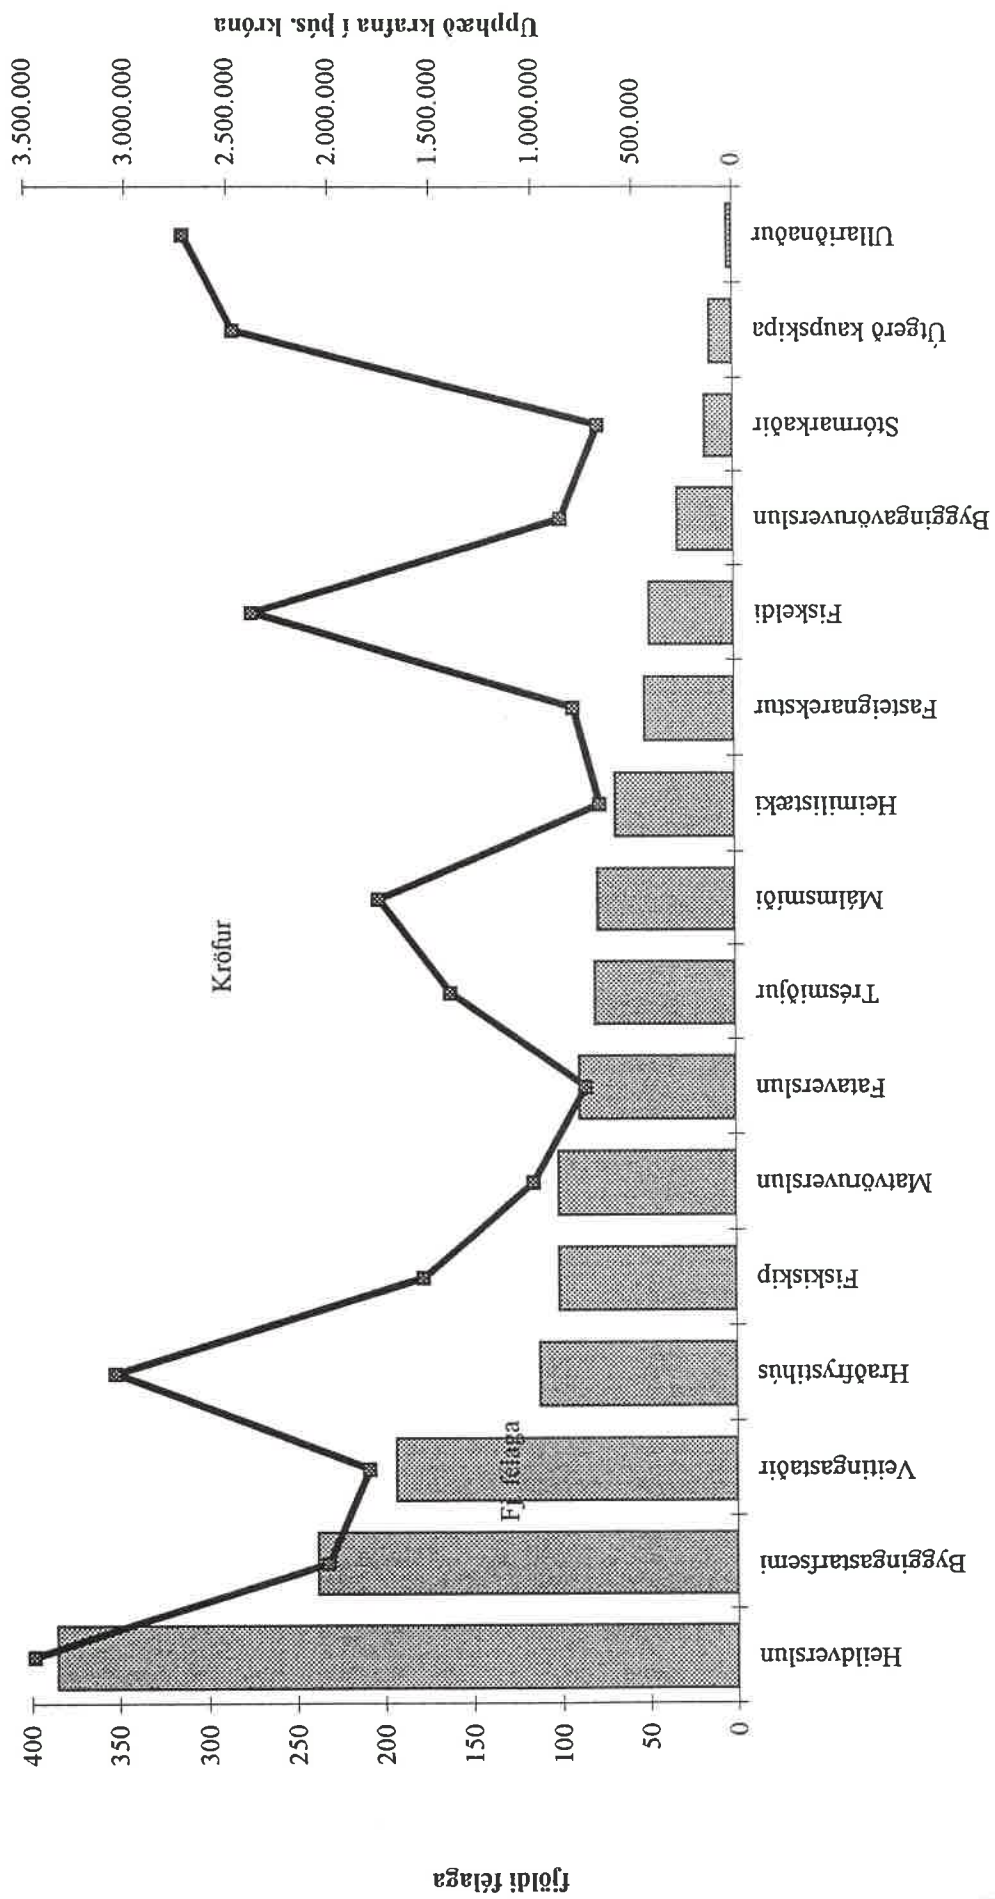 fjöldi félaga
400
350
300
250
200
150
100
50
0
Upphæð krafna í þús. króna
3.500.000
3.000.000
2.500.000
2.000.000
1.500.000
1.000.000
500.000
0
Kröfur
Fj. félaga
Heildverslun
Byggingastarfsemi
Veitingastaðir
Hraðfrystihús
Fiskiskip
Matvöruverslun
Fataverslun
Trésmiðjur
Málmsmíði
Heimilistæki
Fasteignarekstur
Fiskeldi
Byggingavöruverslun
Stórmarkaðir
Útgerð kaupskipa
Ullariðnaður